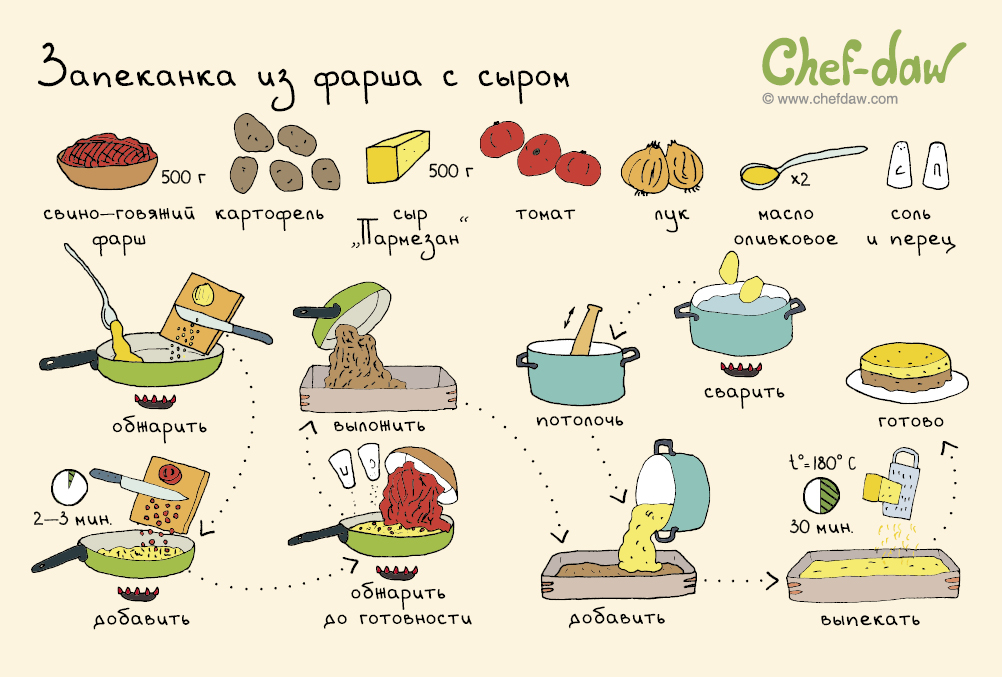 Запеканка из фарша с сыром
Chef-daw
© www.chefdaw.com
500 г
500 г
x2
с
п
свино-говяжий
фарш
картофель
сыр
„Пармезан“
томат
лук
масло
оливковое
соль
и перец
обжарить
выложить
потолочь
сварить
готово
2–3 мин.
добавить
п
с
обжарить
до готовности
добавить
t°=180° C
30 мин.
выпекать